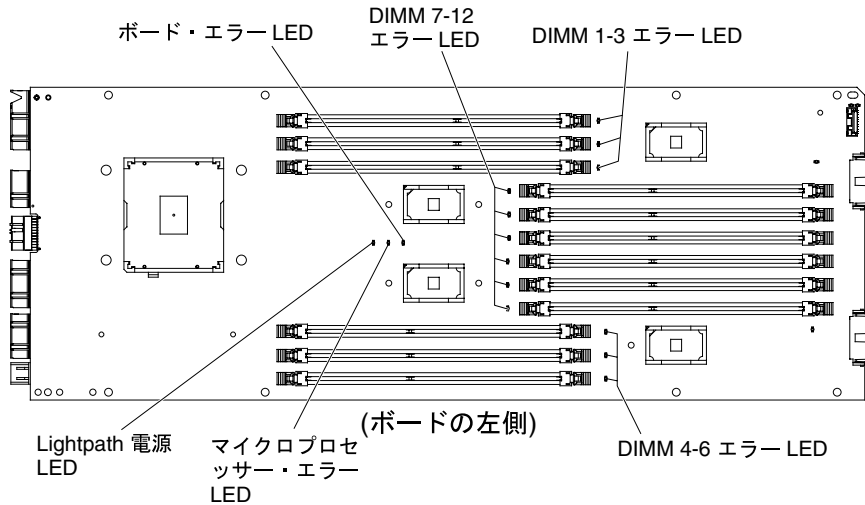 DIMM 7-12
エラー LED
ボード・エラー LED
DIMM 1-3 エラー LED
(ボードの左側)
Lightpath 電源
LED
マイクロプロセ
ッサー・エラー
LED
DIMM 4-6 エラー LED